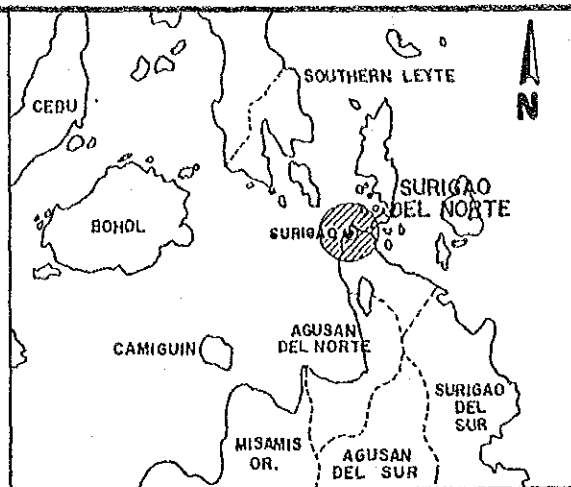 SOUTHERN LEYTE
CEBU
N
SURIGAO
DEL NORTE
BOHOL
SURIGAO
AGUSAN
DEL NORTE
CAMIGUIN
SURIGAO
DEL
SUR
MISAMIS
OR.
AGUSAN
DEL SUR